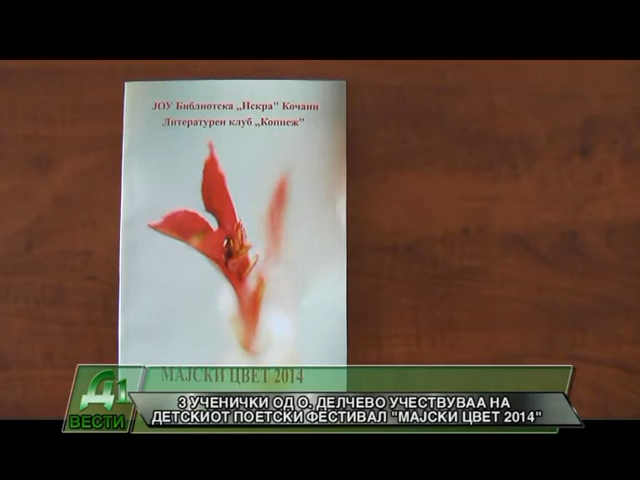 ЈОУ Библиотека „Искра" Кочани
Литературен клуб „Копнеж"
МАЈСКИ ЦВЕТ 2014
Д1
ВЕСТИ
3 УЧЕНИЧКИ ОД О. ДЕЛЧЕВО УЧЕСТВУВАА НА
ДЕТСКИОТ ПОЕТСКИ ФЕСТИВАЛ "МАЈСКИ ЦВЕТ 2014"